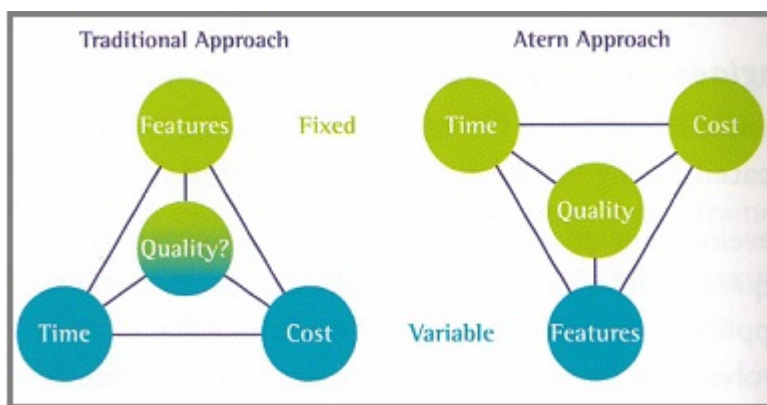 Traditional Approach
Features
Fixed
Quality?
Time
Cost
Atern Approach
Time
Cost
Quality
Variable
Features